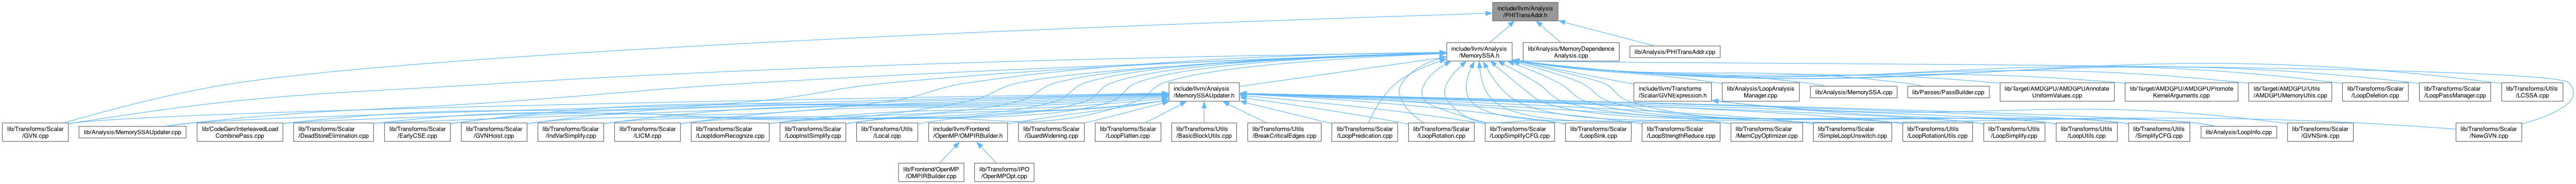 include/llvm/Analysis
/PHITransAddr.h
include/llvm/Analysis
/MemorySSA.h
lib/Analysis/MemoryDependence
Analysis.cpp
lib/Analysis/PHITransAddr.cpp
include/llvm/Analysis
/MemorySSAUpdater.h
include/llvm/Transforms
/Scalar/GVNExpression.h
lib/Analysis/LoopAnalysis
Manager.cpp
lib/Analysis/MemorySSA.cpp
lib/Passes/PassBuilder.cpp
lib/Target/AMDGPU/AMDGPUAnnotate
UniformValues.cpp
lib/Target/AMDGPU/AMDGPUPromote
KernelArguments.cpp
lib/Target/AMDGPU/Utils
/AMDGPUMemoryUtils.cpp
lib/Transforms/Scalar
/LoopDeletion.cpp
lib/Transforms/Scalar
/LoopPassManager.cpp
lib/Transforms/Utils
/LCSSA.cpp
lib/Transforms/Scalar
/GVN.cpp
lib/Analysis/MemorySSAUpdater.cpp
lib/CodeGen/InterleavedLoad
CombinePass.cpp
lib/Transforms/Scalar
/DeadStoreElimination.cpp
lib/Transforms/Scalar
/EarlyCSE.cpp
lib/Transforms/Scalar
/GVNHoist.cpp
lib/Transforms/Scalar
/IndVarSimplify.cpp
lib/Transforms/Scalar
/LICM.cpp
lib/Transforms/Scalar
/LoopIdiomRecognize.cpp
lib/Transforms/Scalar
/LoopInstSimplify.cpp
lib/Transforms/Utils
/Local.cpp
include/llvm/Frontend
/OpenMP/OMPIRBuilder.h
lib/Transforms/Scalar
/GuardWidening.cpp
lib/Transforms/Scalar
/LoopFlatten.cpp
lib/Transforms/Utils
/BasicBlockUtils.cpp
lib/Transforms/Utils
/BreakCriticalEdges.cpp
lib/Transforms/Scalar
/LoopPredication.cpp
lib/Transforms/Scalar
/LoopRotation.cpp
lib/Transforms/Scalar
/LoopSimplifyCFG.cpp
lib/Transforms/Scalar
/LoopSink.cpp
lib/Transforms/Scalar
/LoopStrengthReduce.cpp
lib/Transforms/Scalar
/MemCpyOptimizer.cpp
lib/Transforms/Scalar
/SimpleLoopUnswitch.cpp
lib/Transforms/Utils
/LoopRotationUtils.cpp
lib/Transforms/Utils
/LoopSimplify.cpp
lib/Transforms/Utils
/LoopUtils.cpp
lib/Transforms/Utils
/SimplifyCFG.cpp
lib/Analysis/LoopInfo.cpp
lib/Transforms/Scalar
/GVNSink.cpp
lib/Transforms/Scalar
/NewGVN.cpp
lib/Frontend/OpenMP
/OMPIRBuilder.cpp
lib/Transforms/IPO
/OpenMPOpt.cpp